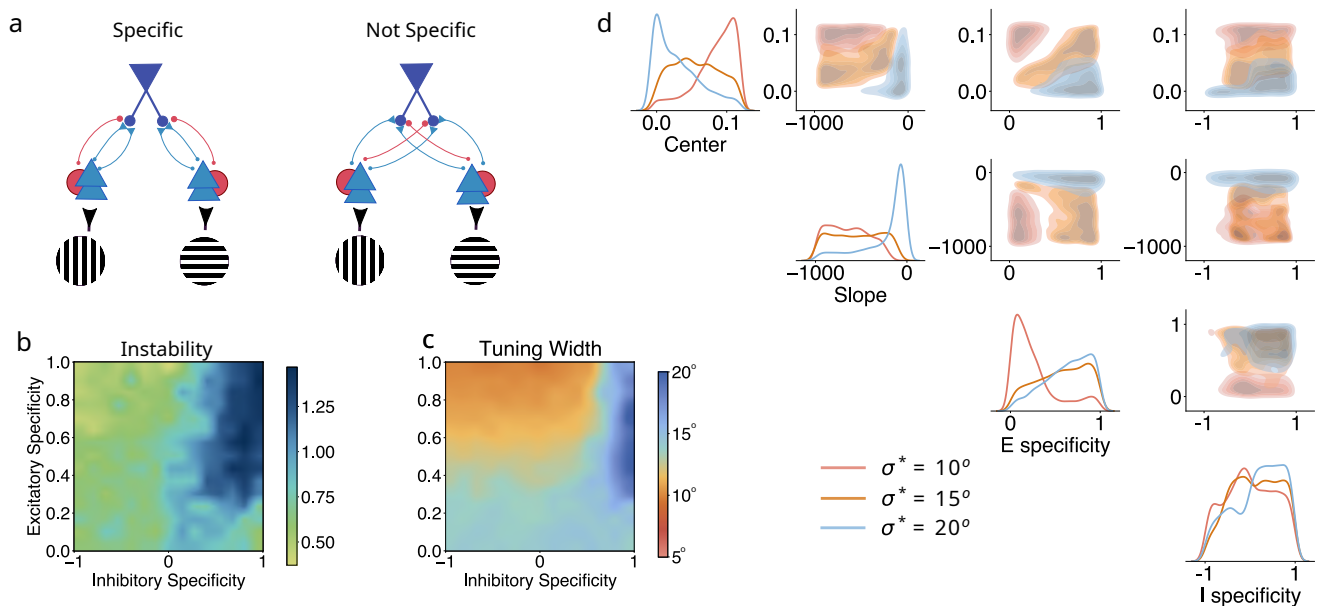 a
Specific
Not Specific
b
Instability
Excitatory Specificity
1.0
0.8
0.6
0.4
0.2
0.0
-1
0
1
Inhibitory Specificity
1.25
1.00
0.75
0.50
c
Tuning Width
1.0
0.8
0.6
0.4
0.2
0.0
-1
0
1
Inhibitory Specificity
20°
15°
10°
5°
d
0.0 0.1
Center
0.1
0.0
−1000 0
0.1
0.0
0 1
0.1
0.0
-1 1
−1000 0
Slope
0
−1000
0 1
0
−1000
-1 1
0 1
E specificity
1
0
-1 1
-1 1
I specificity
σ* = 10º
σ* = 15º
σ* = 20º